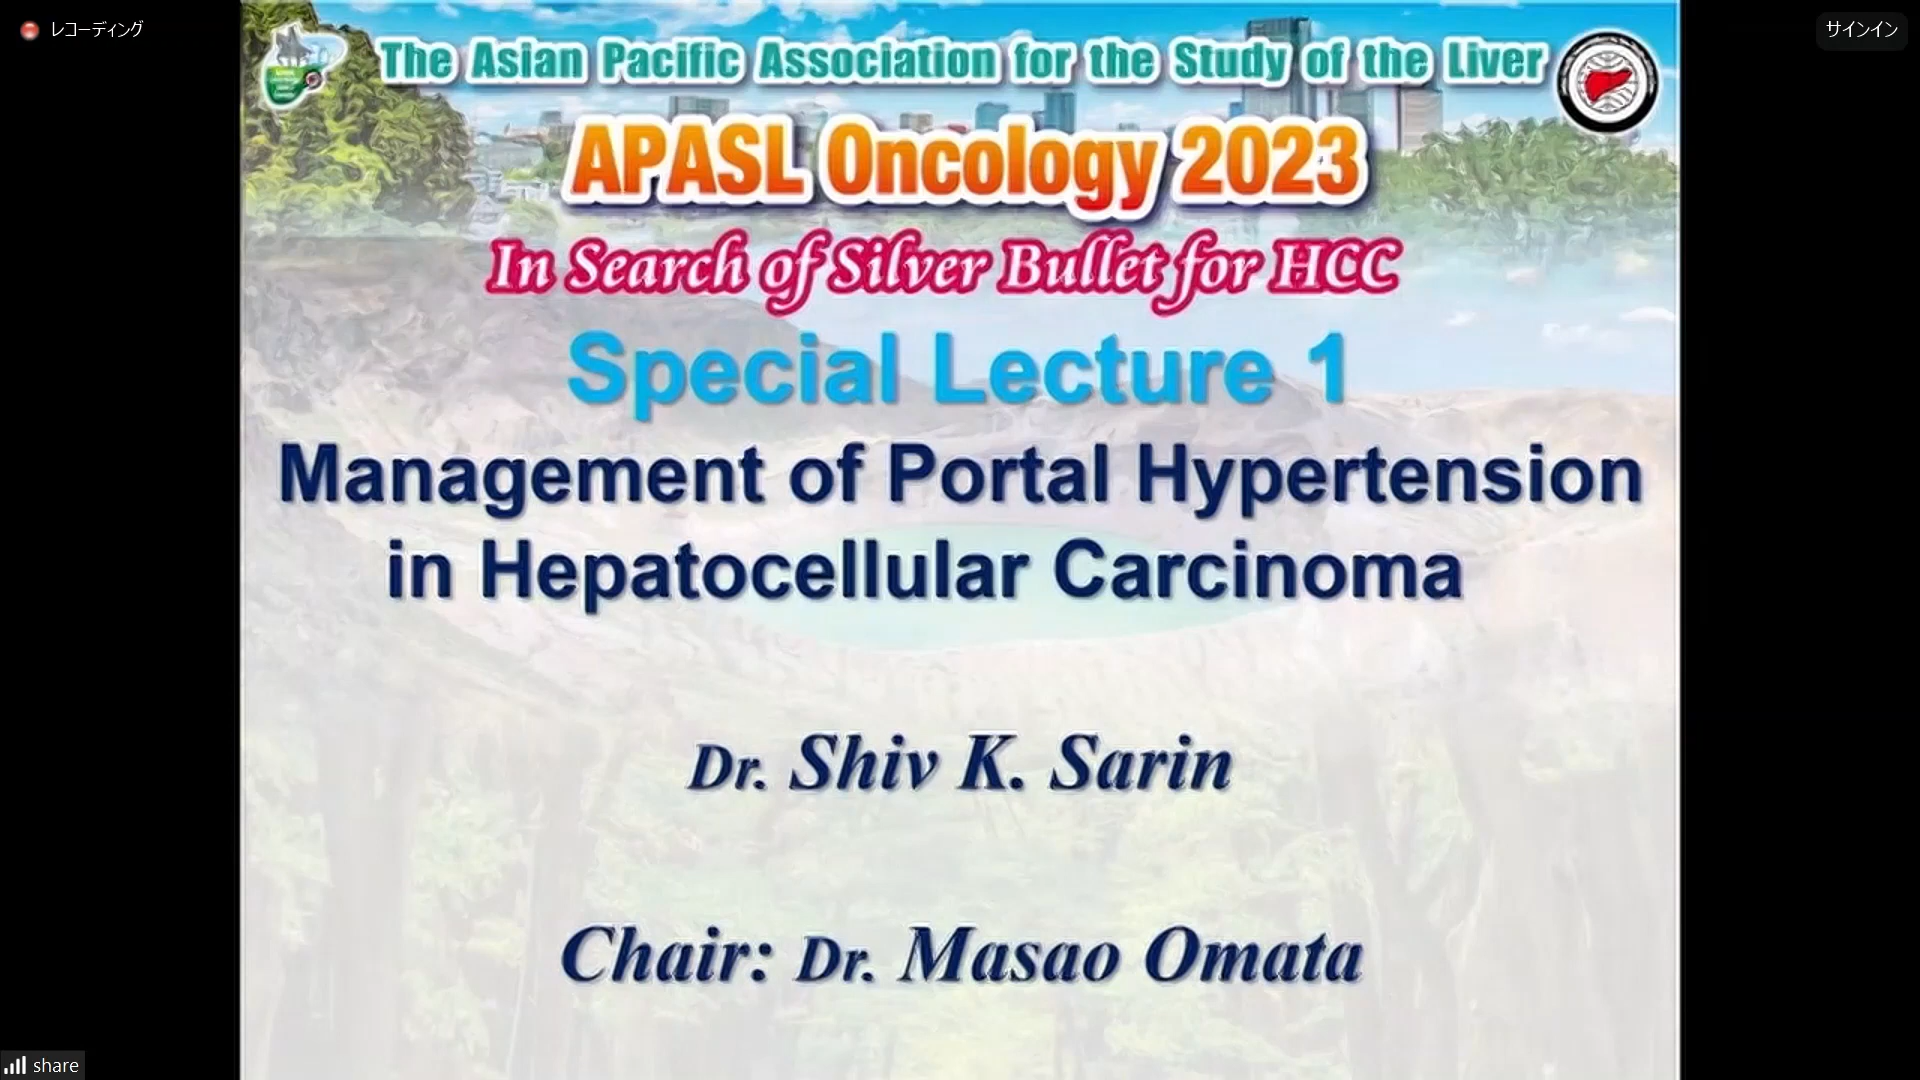 レコーディング
サインイン
The Asian Pacific Association for the Study of the Liver
APASL Oncology 2023
In Search of Silver Bullet for HCC
Special Lecture 1
Management of Portal Hypertension
in Hepatocellular Carcinoma
Dr. Shiv K. Sarin
Chair: Dr. Masao Omata
share